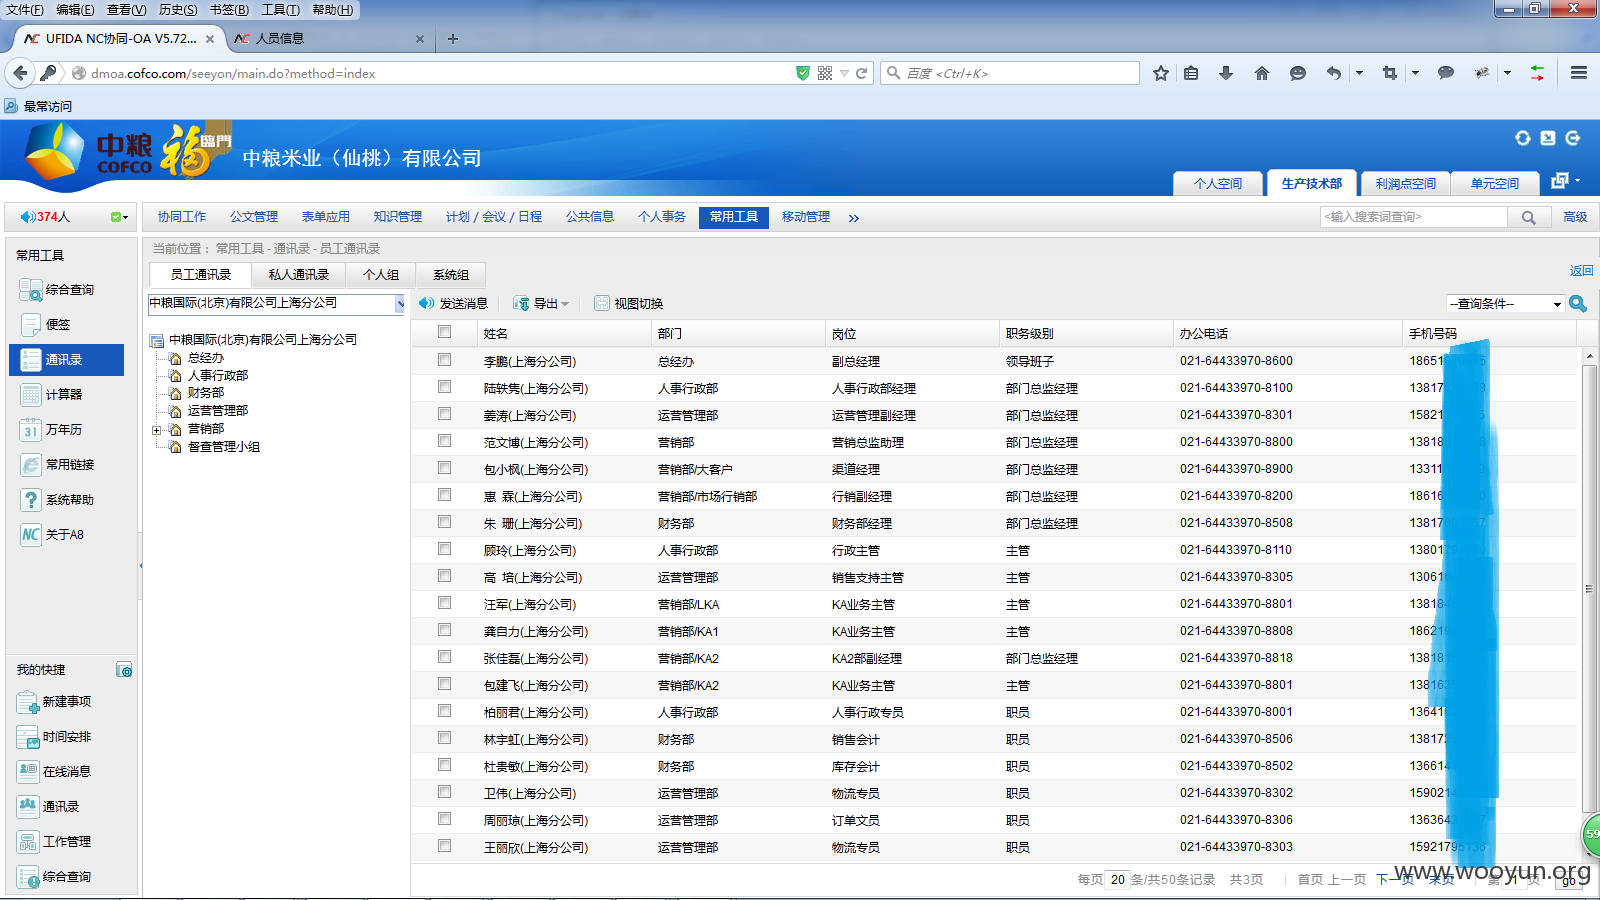 文件(F) 编辑(E) 查看(V) 历史(S) 书签(B) 工具(T) 帮助(H)
UFIDA NC协同-OA V5.72... × 人员信息 × +
dmoa.cofco.com/seeyon/main.do?method=index 百度 <Ctrl+K>
最常访问
中粮 COFCO 福 臨門 中粮米业（仙桃）有限公司
个人空间 生产技术部 利润点空间 单元空间
374人 协同工作 公文管理 表单应用 知识管理 计划 / 会议 / 日程 公共信息 个人事务 常用工具 移动管理 » <输入搜索词查询> 高级
常用工具
综合查询
便签
通讯录
计算器
31 万年历
常用链接
? 系统帮助
NC 关于A8
我的快捷
新建事项
时间安排
在线消息
通讯录
工作管理
综合查询
当前位置： 常用工具 - 通讯录 - 员工通讯录
员工通讯录 私人通讯录 个人组 系统组 返回
中粮国际(北京)有限公司上海分公司
中粮国际(北京)有限公司上海分公司
总经办
人事行政部
财务部
运营管理部
营销部
督查管理小组
发送消息 导出 视图切换 --查询条件--
姓名 部门 岗位 职务级别 办公电话 手机号码
李鹏(上海分公司) 总经办 副总经理 领导班子 021-64433970-8600 18651
陆轶隽(上海分公司) 人事行政部 人事行政部经理 部门总监经理 021-64433970-8100 1381
姜涛(上海分公司) 运营管理部 运营管理副经理 部门总监经理 021-64433970-8301 15821
范文博(上海分公司) 营销部 营销总监助理 部门总监经理 021-64433970-8800 13818
包小枫(上海分公司) 营销部/大客户 渠道经理 部门总监经理 021-64433970-8900 1331
惠 霖(上海分公司) 营销部/市场行销部 行销副经理 部门总监经理 021-64433970-8200 1861
朱 珊(上海分公司) 财务部 财务部经理 部门总监经理 021-64433970-8508 1381
顾玲(上海分公司) 人事行政部 行政主管 主管 021-64433970-8110 13801
高 培(上海分公司) 运营管理部 销售支持主管 主管 021-64433970-8305 1306
汪军(上海分公司) 营销部/LKA KA业务主管 主管 021-64433970-8801 1381
龚自力(上海分公司) 营销部/KA1 KA业务主管 主管 021-64433970-8808 1862
张佳磊(上海分公司) 营销部/KA2 KA2部副经理 部门总监经理 021-64433970-8818 1381
包建飞(上海分公司) 营销部/KA2 KA业务主管 主管 021-64433970-8801 1381
柏丽君(上海分公司) 人事行政部 人事行政专员 职员 021-64433970-8001 1364
林宇虹(上海分公司) 财务部 销售会计 职员 021-64433970-8506 13817
杜贵敏(上海分公司) 财务部 库存会计 职员 021-64433970-8502 1366
卫伟(上海分公司) 运营管理部 物流专员 职员 021-64433970-8302 15902
周丽琼(上海分公司) 运营管理部 订单文员 职员 021-64433970-8306 13636
王丽欣(上海分公司) 运营管理部 物流专员 职员 021-64433970-8303 15921795136
每页 20 条/共50条记录 共3页 首页 上一页 下一页 末页 第 1 页 go
59
www.wooyun.org